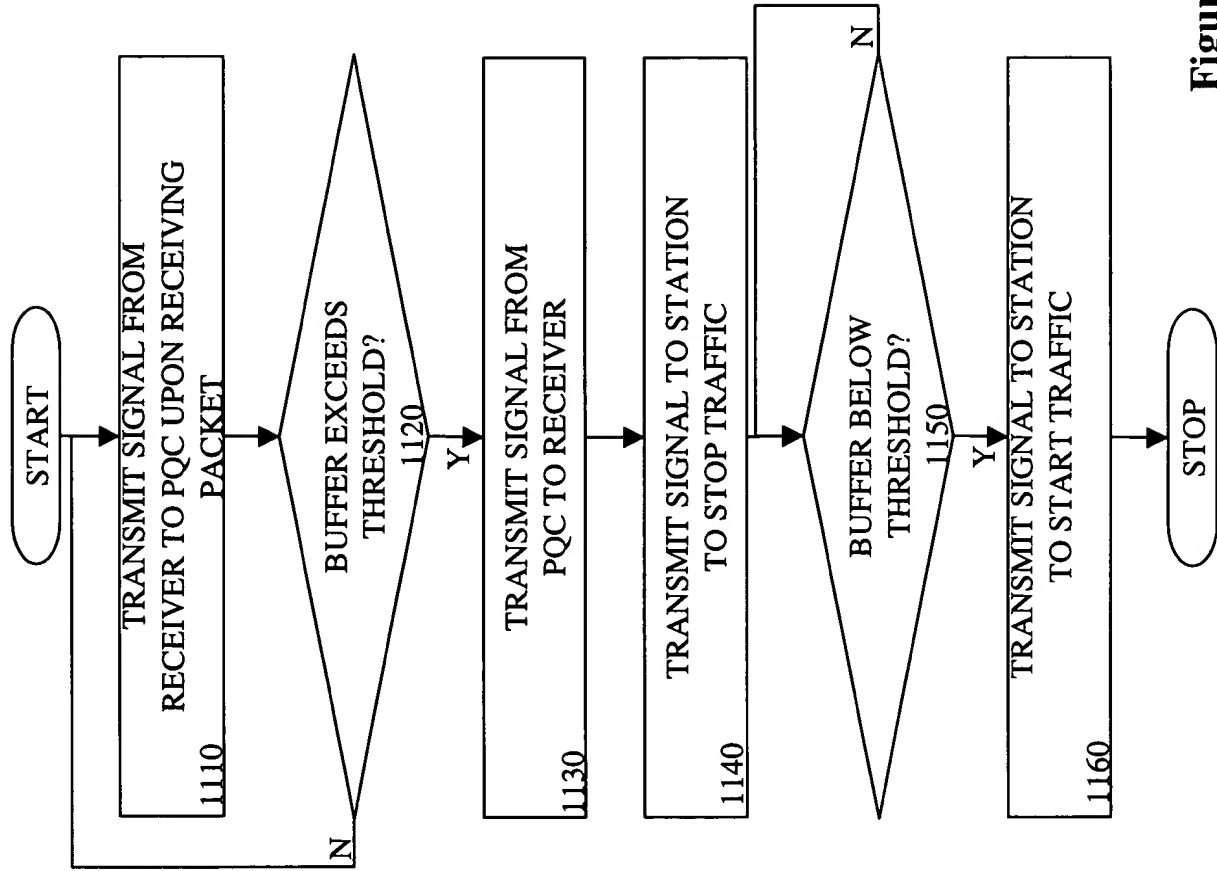 START
TRANSMIT SIGNAL FROM
RECEIVER TO PQC UPON RECEIVING
PACKET
1110
BUFFER EXCEEDS
THRESHOLD?
1120
N
Y
TRANSMIT SIGNAL FROM
PQC TO RECEIVER
1130
TRANSMIT SIGNAL TO STATION
TO STOP TRAFFIC
1140
N
BUFFER BELOW
THRESHOLD?
1150
Y
TRANSMIT SIGNAL TO STATION
TO START TRAFFIC
1160
STOP